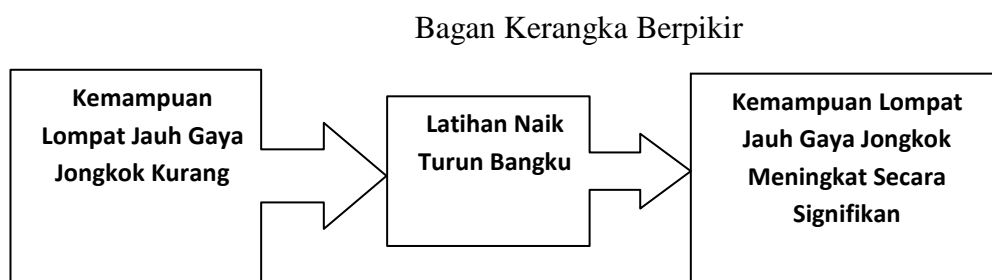 Bagan Kerangka Berpikir
Kemampuan
Lompat Jauh Gaya
Jongkok Kurang
Latihan Naik
Turun Bangku
Kemampuan Lompat
Jauh Gaya Jongkok
Meningkat Secara
Signifikan